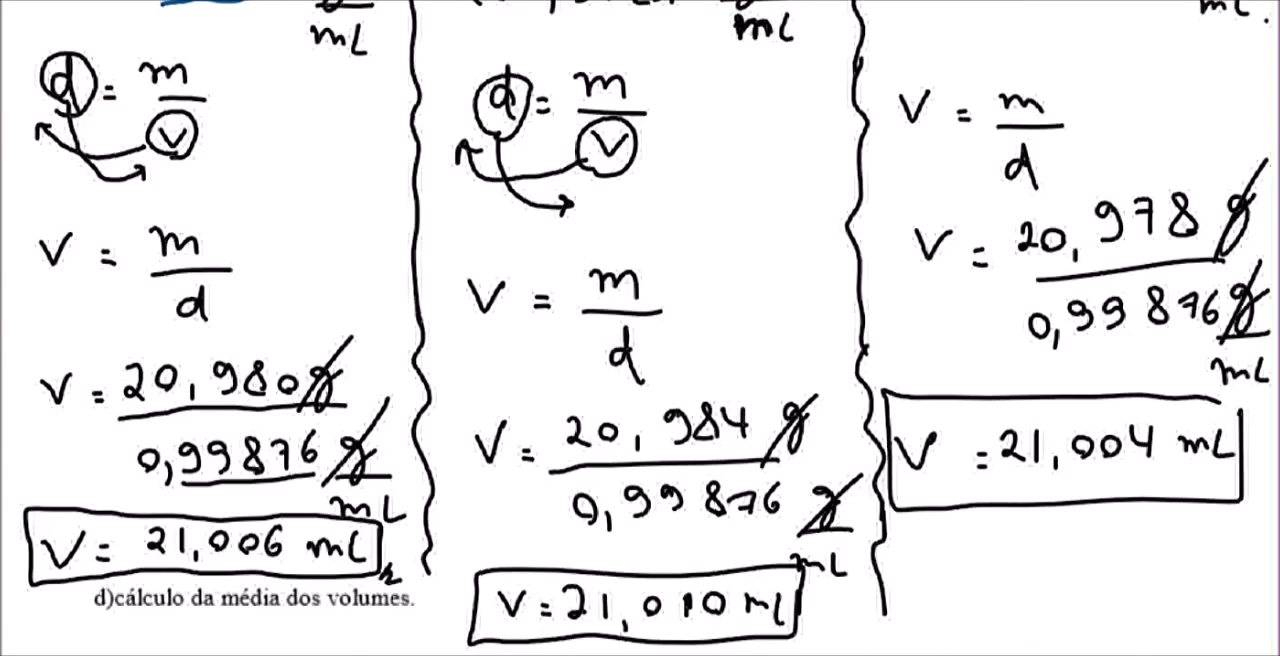 mL
d = m
V
V = m
d
V = 20,980 g
0,99876 g
mL
V = 21,006 mL
d)cálculo da média dos volumes.
mL
d = m
V
V = m
d
V = 20,984 g
0,99876 g
mL
V = 21,010 mL
mL.
V = m
d
V = 20,978 g
0,99876 g
mL
V = 21,004 mL